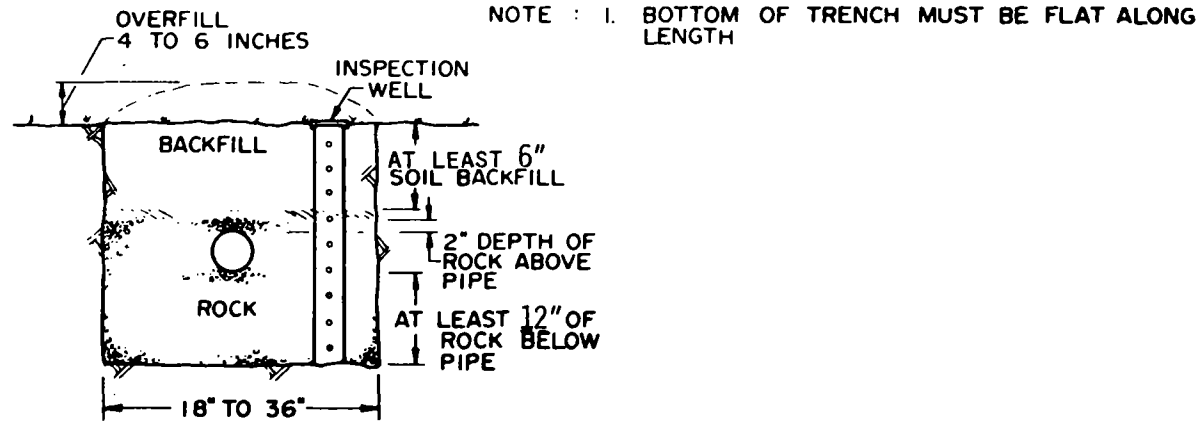 OVERFILL
4 TO 6 INCHES
NOTE : 1. BOTTOM OF TRENCH MUST BE FLAT ALONG
LENGTH
INSPECTION
WELL
BACKFILL
AT LEAST 6"
SOIL BACKFILL
2" DEPTH OF
ROCK ABOVE
PIPE
ROCK
AT LEAST 12" OF
ROCK BELOW
PIPE
18" TO 36"